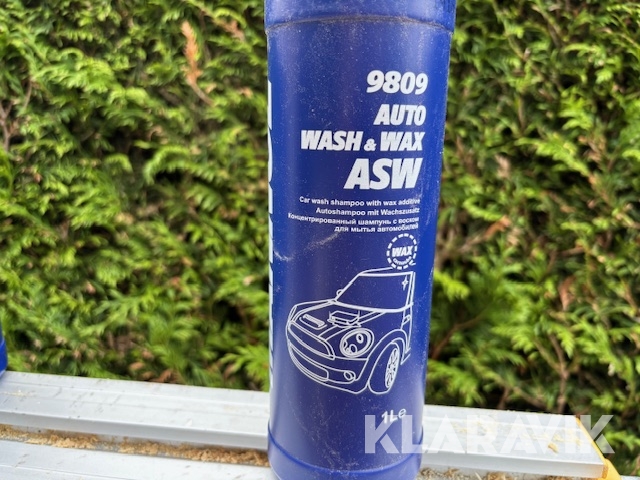 9809
AUTO
WASH & WAX
ASW
Car wash shampoo with wax additive
Autoshampoo mit Wachszusatz
Концентрированный шампунь с воском
для мытья автомобилей
WAX
1L℮
KLARAVIK